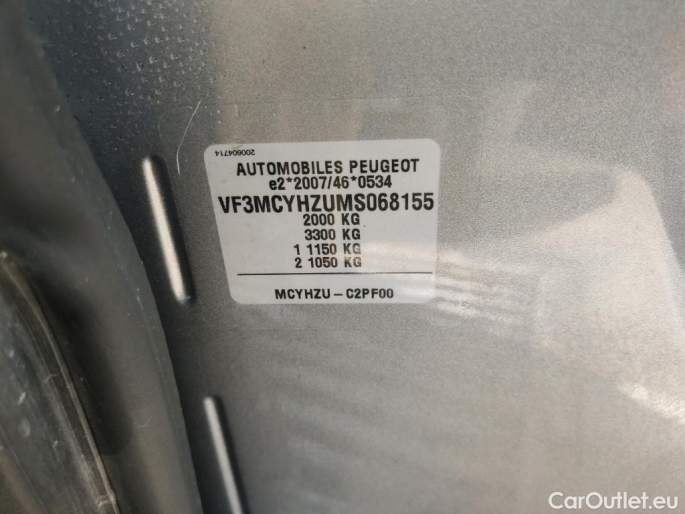 200604714
AUTOMOBILES PEUGEOT
e2*2007/46*0534
VF3MCYHZUMS068155
2000 KG
3300 KG
1 1150 KG
2 1050 KG
MCYHZU - C2PF00
CarOutlet.eu